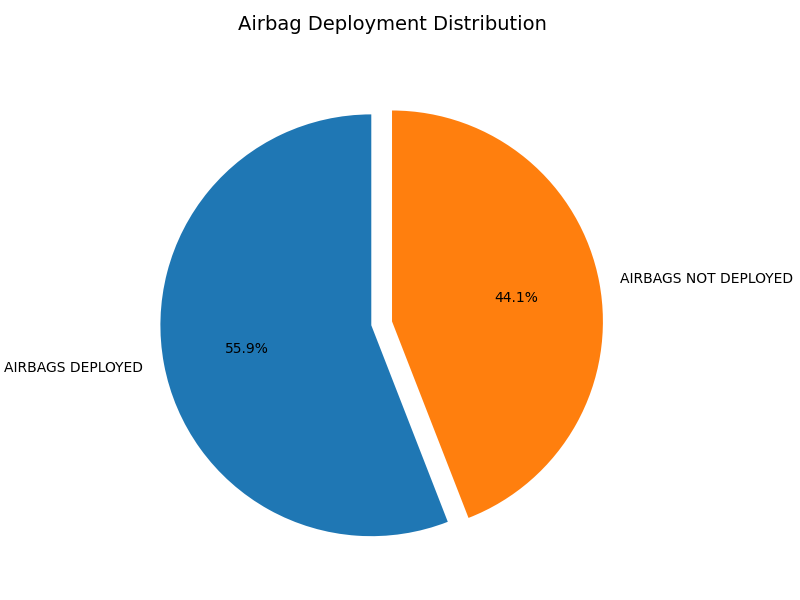 Airbag Deployment Distribution
AIRBAGS NOT DEPLOYED
44.1%
55.9%
AIRBAGS DEPLOYED